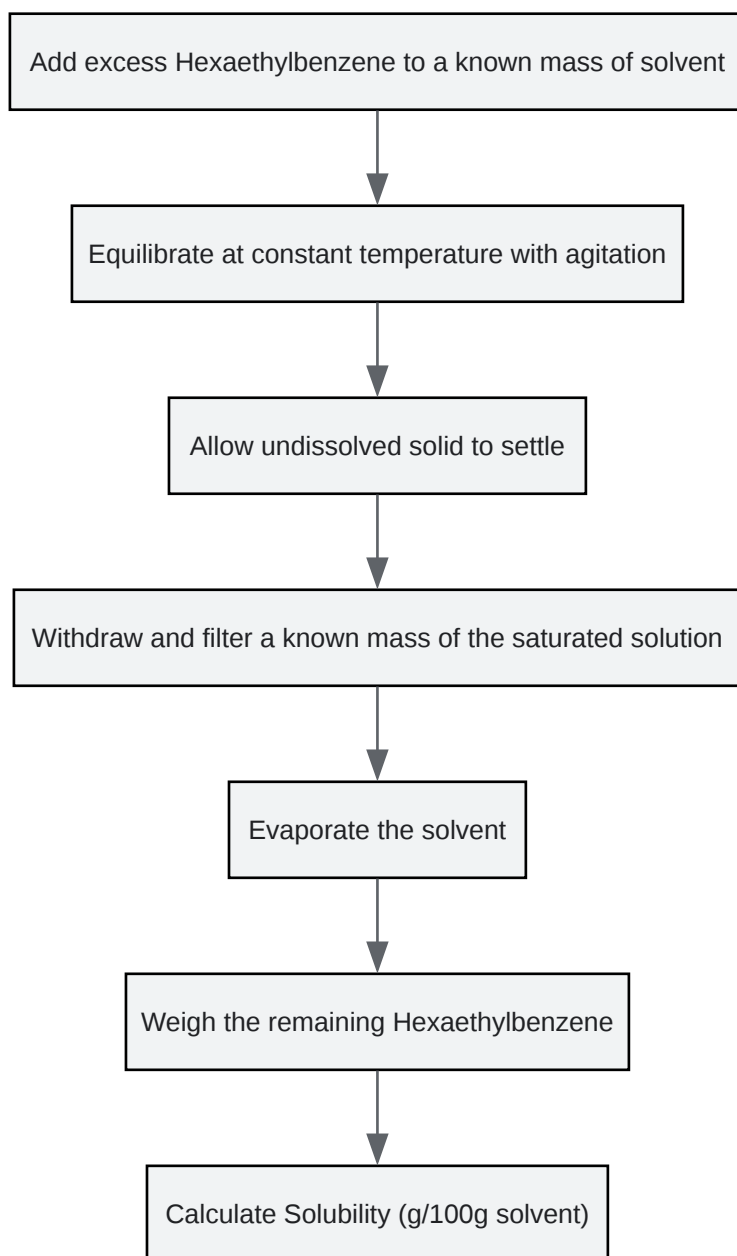 Add excess Hexaethylbenzene to a known mass of solvent
Equilibrate at constant temperature with agitation
Allow undissolved solid to settle
Withdraw and filter a known mass of the saturated solution
Evaporate the solvent
Weigh the remaining Hexaethylbenzene
Calculate Solubility (g/100g solvent)